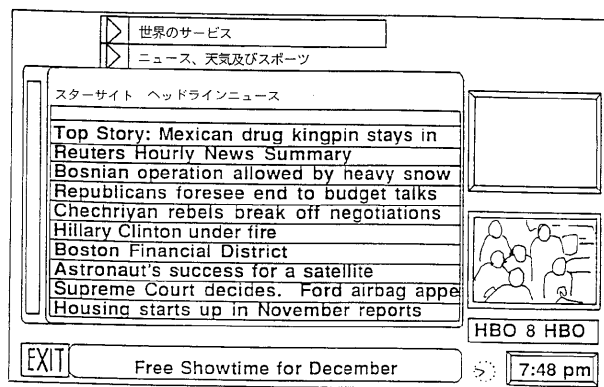 世界のサービス
ニュース、天気及びスポーツ
スターサイト ヘッドラインニュース
Top Story: Mexican drug kingpin stays in
Reuters Hourly News Summary
Bosnian operation allowed by heavy snow
Republicans foresee end to budget talks
Chechriyan rebels break off negotiations
Hillary Clinton under fire
Boston Financial District
Astronaut's success for a satellite
Supreme Court decides. Ford airbag appe
Housing starts up in November reports
HBO 8 HBO
EXIT
Free Showtime for December
7:48 pm